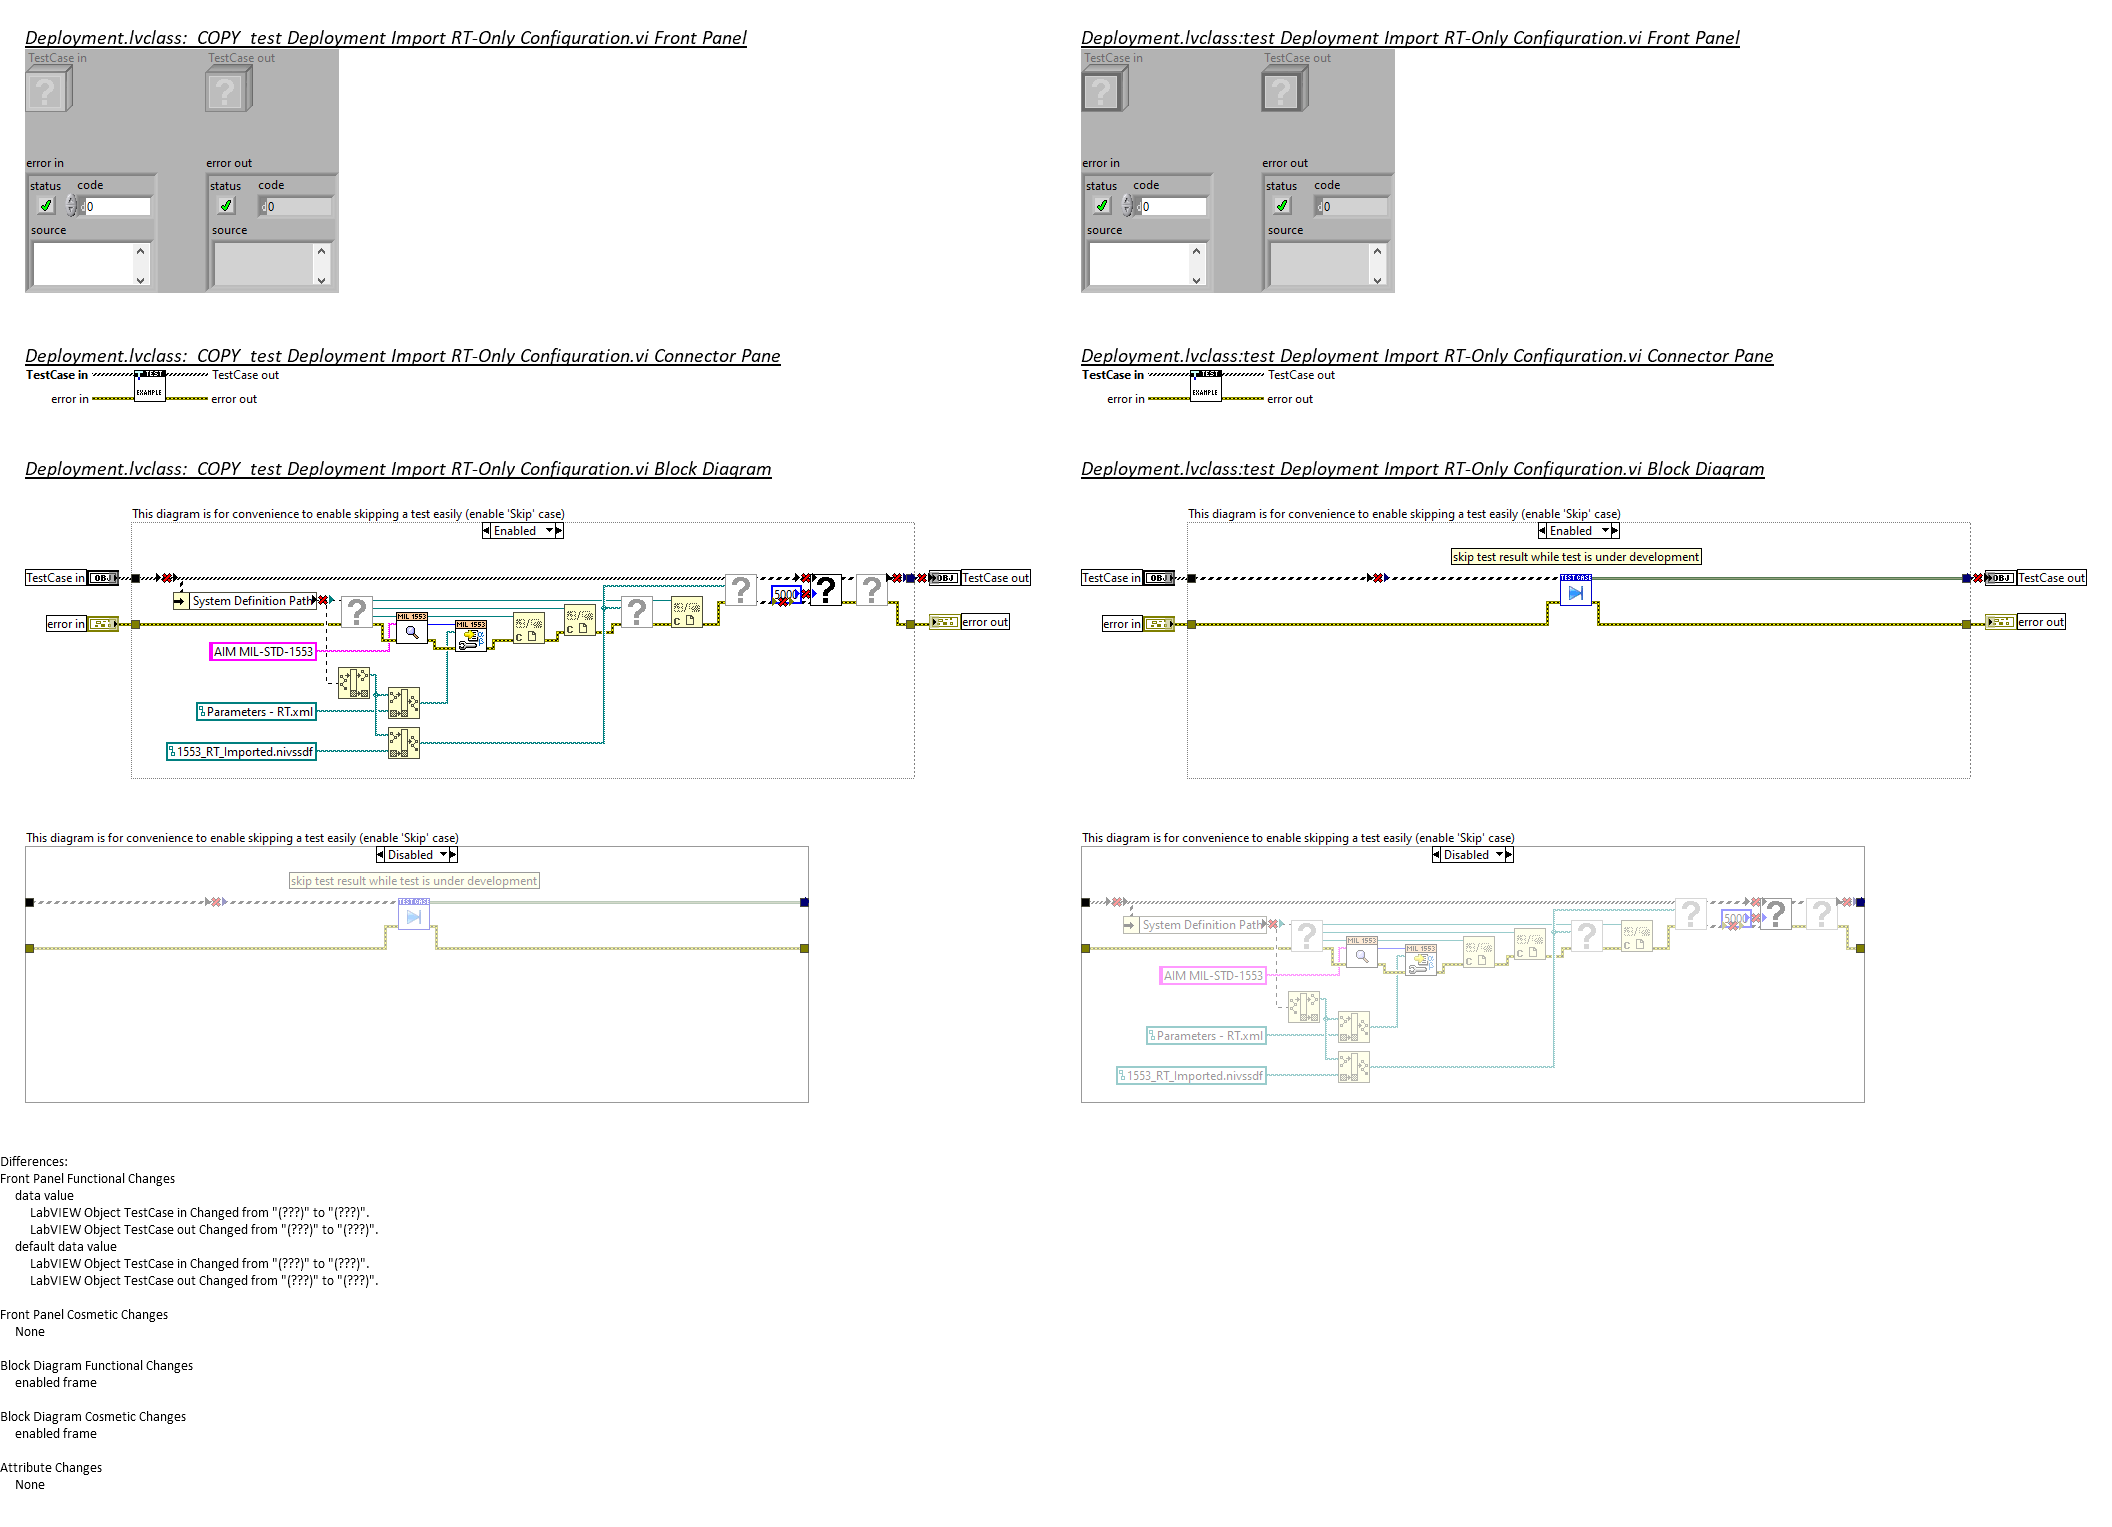 Deployment.lvclass:  COPY  test Deployment Import RT-Only Configuration.vi Front Panel
TestCase in
TestCase out
?
?
error in
error out
status code
status code
0
0
source
source
Deployment.lvclass:test Deployment Import RT-Only Configuration.vi Front Panel
TestCase in
TestCase out
?
?
error in
error out
status code
status code
0
0
source
source
Deployment.lvclass:  COPY  test Deployment Import RT-Only Configuration.vi Connector Pane
TestCase in
TestCase out
TEST
EXAMPLE
error in
error out
Deployment.lvclass:test Deployment Import RT-Only Configuration.vi Connector Pane
TestCase in
TestCase out
TEST
EXAMPLE
error in
error out
Deployment.lvclass:  COPY  test Deployment Import RT-Only Configuration.vi Block Diagram
This diagram is for convenience to enable skipping a test easily (enable 'Skip' case)
Enabled
TestCase in
OBJ
OBJ
TestCase out
System Definition Path
?
?
?
?
?
5000
MIL 1553
MIL 1553
C
C
C
error in
error out
AIM MIL-STD-1553
Parameters - RT.xml
1553_RT_Imported.nivssdf
This diagram is for convenience to enable skipping a test easily (enable 'Skip' case)
Disabled
skip test result while test is under development
TEST CASE
Deployment.lvclass:test Deployment Import RT-Only Configuration.vi Block Diagram
This diagram is for convenience to enable skipping a test easily (enable 'Skip' case)
Enabled
skip test result while test is under development
TestCase in
OBJ
TEST CASE
OBJ
TestCase out
error in
error out
This diagram is for convenience to enable skipping a test easily (enable 'Skip' case)
Disabled
System Definition Path
?
?
?
?
?
5000
MIL 1553
MIL 1553
C
C
C
AIM MIL-STD-1553
Parameters - RT.xml
1553_RT_Imported.nivssdf
Differences:
Front Panel Functional Changes
data value
LabVIEW Object TestCase in Changed from "(???)" to "(???)".
LabVIEW Object TestCase out Changed from "(???)" to "(???)".
default data value
LabVIEW Object TestCase in Changed from "(???)" to "(???)".
LabVIEW Object TestCase out Changed from "(???)" to "(???)".
Front Panel Cosmetic Changes
None
Block Diagram Functional Changes
enabled frame
Block Diagram Cosmetic Changes
enabled frame
Attribute Changes
None